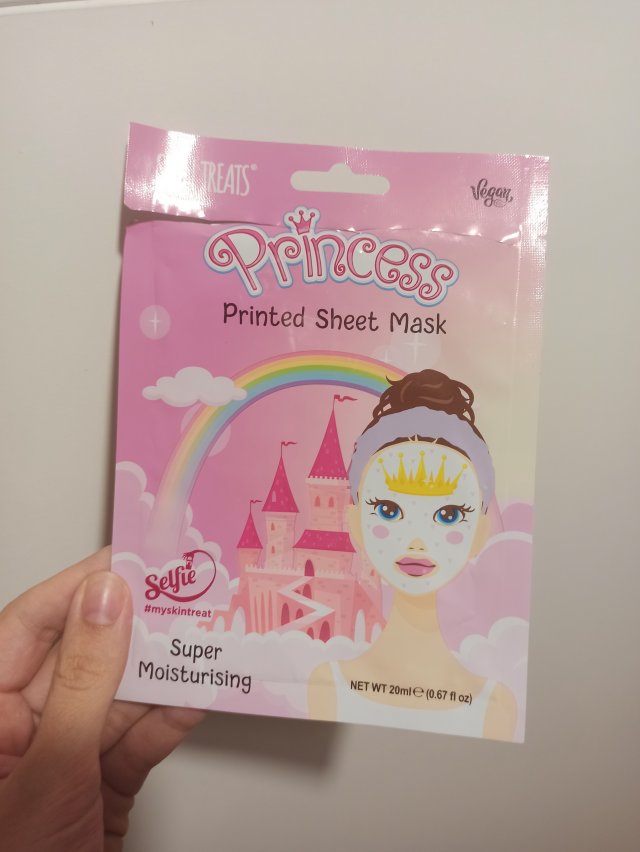 TREATS®
Vegan
Princess
Printed Sheet Mask
Selfie
#myskintreat
Super
Moisturising
NET WT 20ml ℮ (0.67 fl oz)